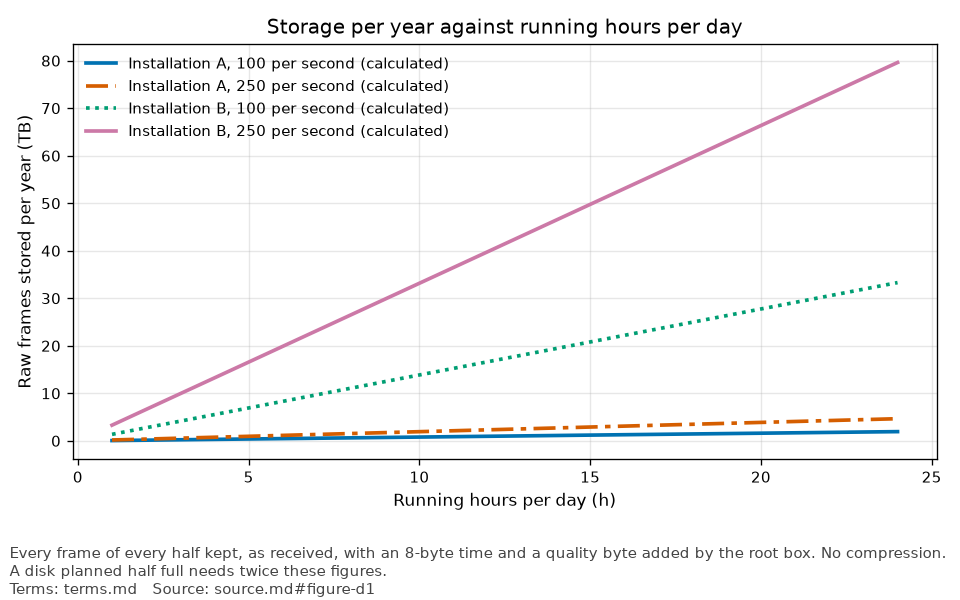 Storage per year against running hours per day
Installation A, 100 per second (calculated)
Installation A, 250 per second (calculated)
Installation B, 100 per second (calculated)
Installation B, 250 per second (calculated)
Raw frames stored per year (TB)
80
70
60
50
40
30
20
10
0
0 5 10 15 20 25
Running hours per day (h)
Every frame of every half kept, as received, with an 8-byte time and a quality byte added by the root box. No compression.
A disk planned half full needs twice these figures.
Terms: terms.md Source: source.md#figure-d1